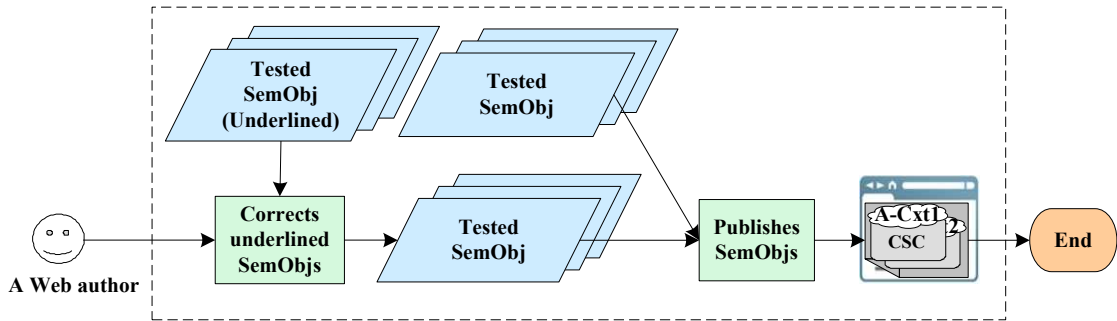 Tested
SemObj
(Underlined)
Tested
SemObj
A Web author
Corrects
underlined
SemObjs
Tested
SemObj
Publishes
SemObjs
A-Cxt1
2
CSC
End